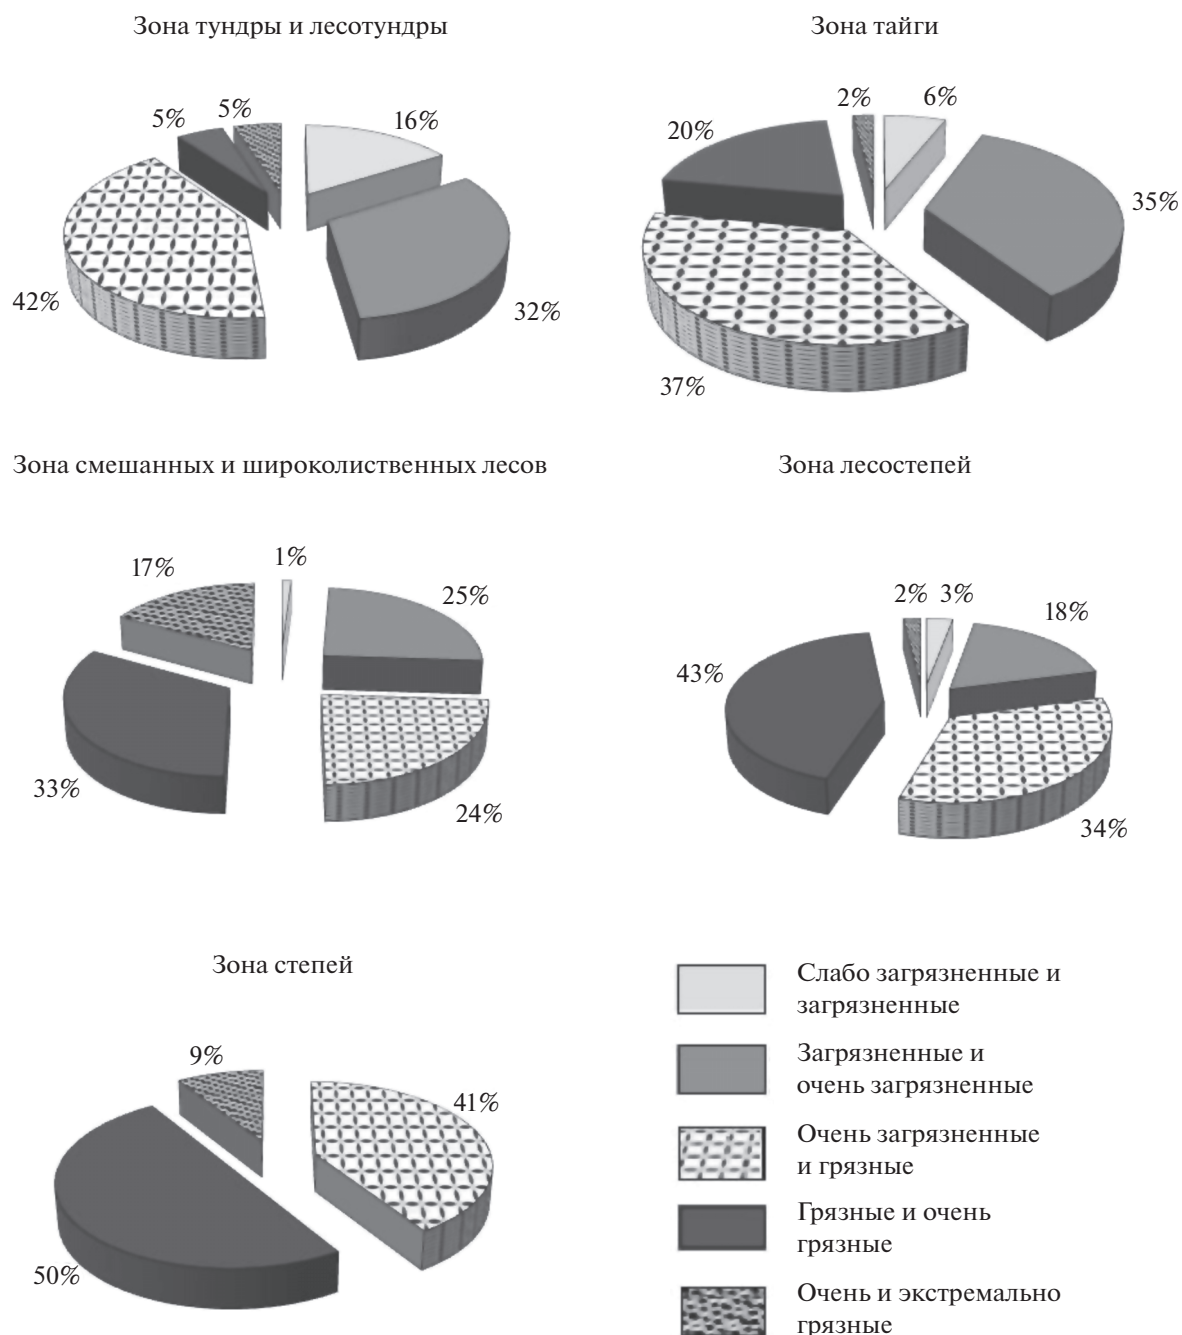 Зона тундры и лесотундры
5%
5%
16%
42%
32%
Зона тайги
20%
2%
6%
35%
37%
Зона смешанных и широколиственных лесов
17%
1%
25%
33%
24%
Зона лесостепей
43%
2%
3%
18%
34%
Зона степей
9%
41%
50%
Слабо загрязненные и
загрязненные
Загрязненные и
очень загрязненные
Очень загрязненные
и грязные
Грязные и очень
грязные
Очень и экстремально
грязные